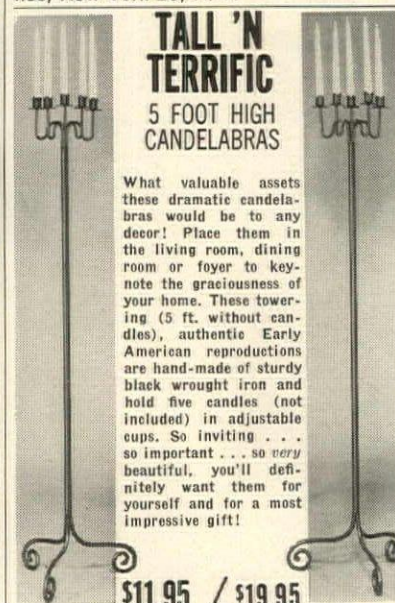 TALL 'N
TERRIFIC
5 FOOT HIGH
CANDELABRAS
What valuable assets
these dramatic candela-
bras would be to any
decor! Place them in
the living room, dining
room or foyer to key-
note the graciousness of
your home. These tower-
ing (5 ft. without can-
dles), authentic Early
American reproductions
are hand-made of sturdy
black wrought iron and
hold five candles (not
included) in adjustable
cups. So inviting . . .
so important . . . so very
beautiful, you'll defi-
nitely want them for
yourself and for a most
impressive gift!
$11.95 / $19.95